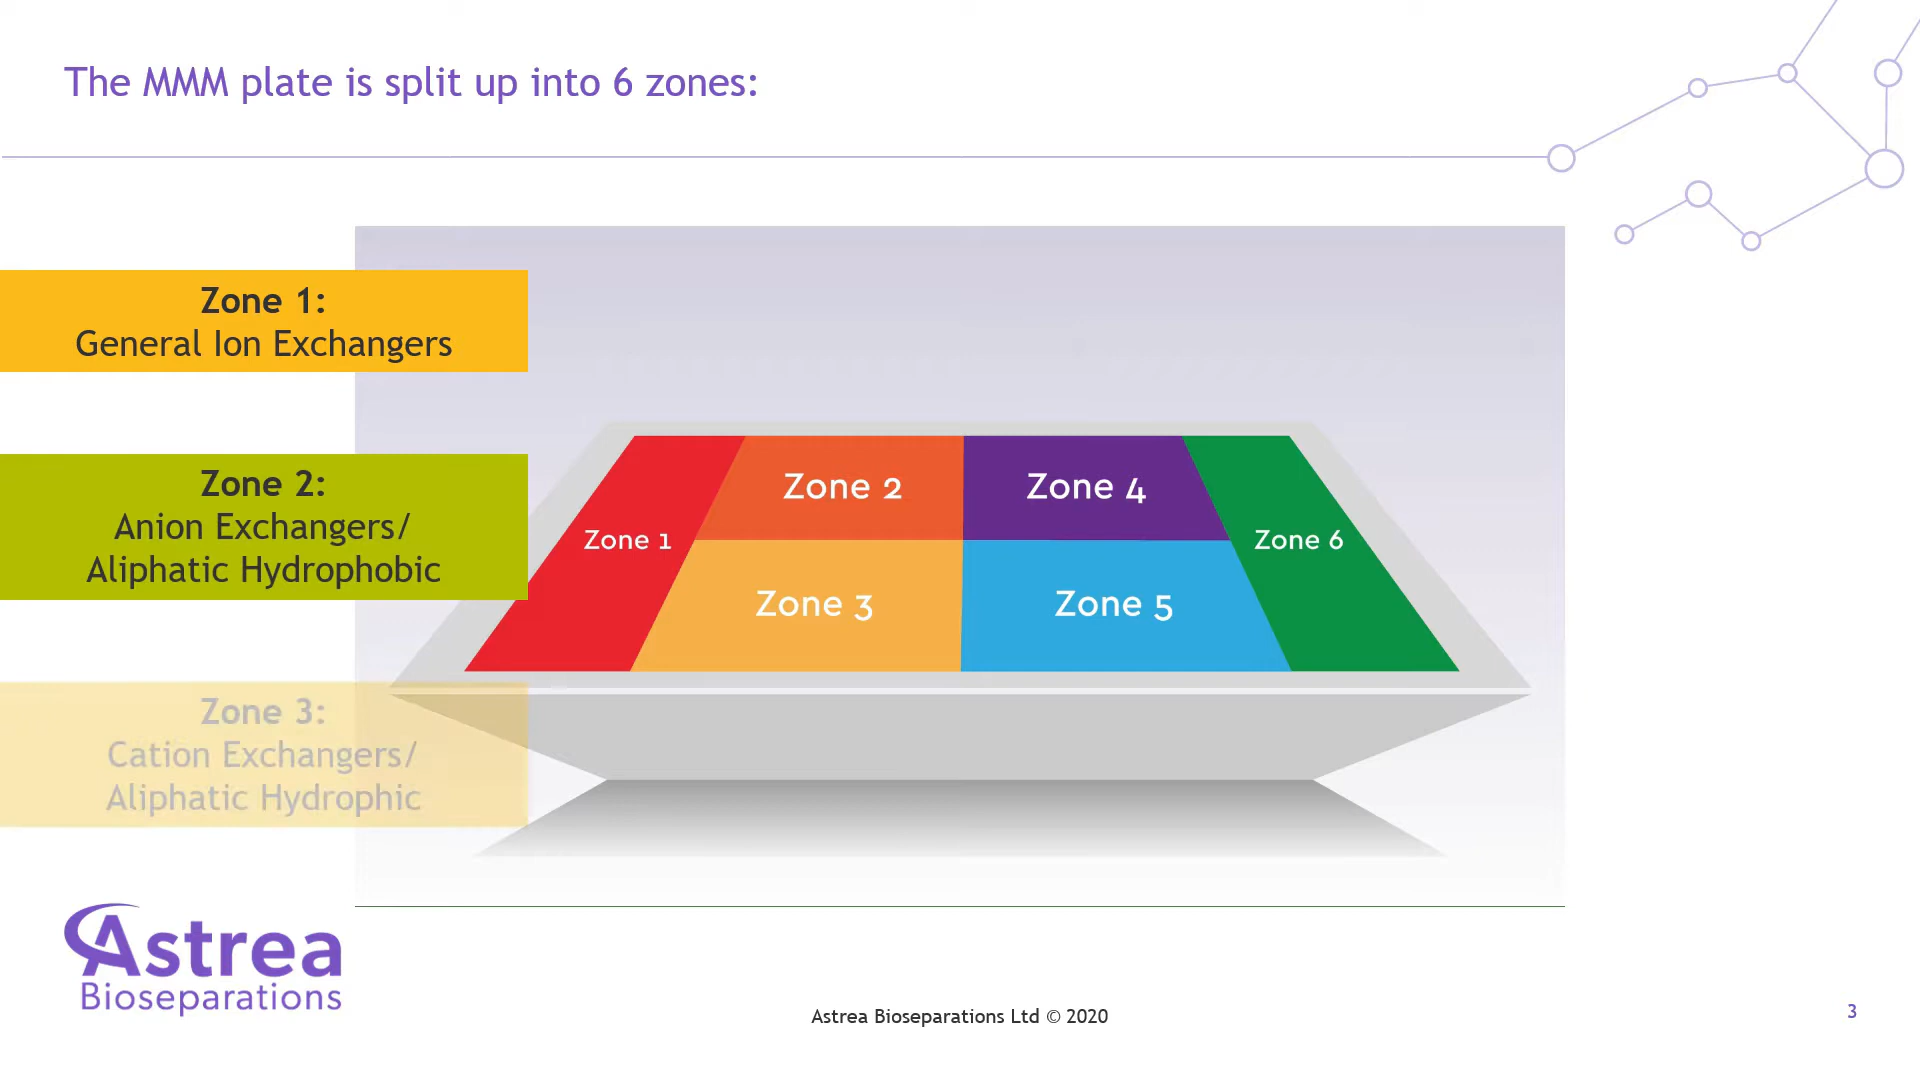 The MMM plate is split up into 6 zones:
Zone 1:
General Ion Exchangers
Zone 2:
Anion Exchangers/
Aliphatic Hydrophobic
Zone 3:
Cation Exchangers/
Aliphatic Hydrophic
Zone 2
Zone 4
Zone 1
Zone 6
Zone 3
Zone 5
Astrea
Bioseparations
Astrea Bioseparations Ltd © 2020
3